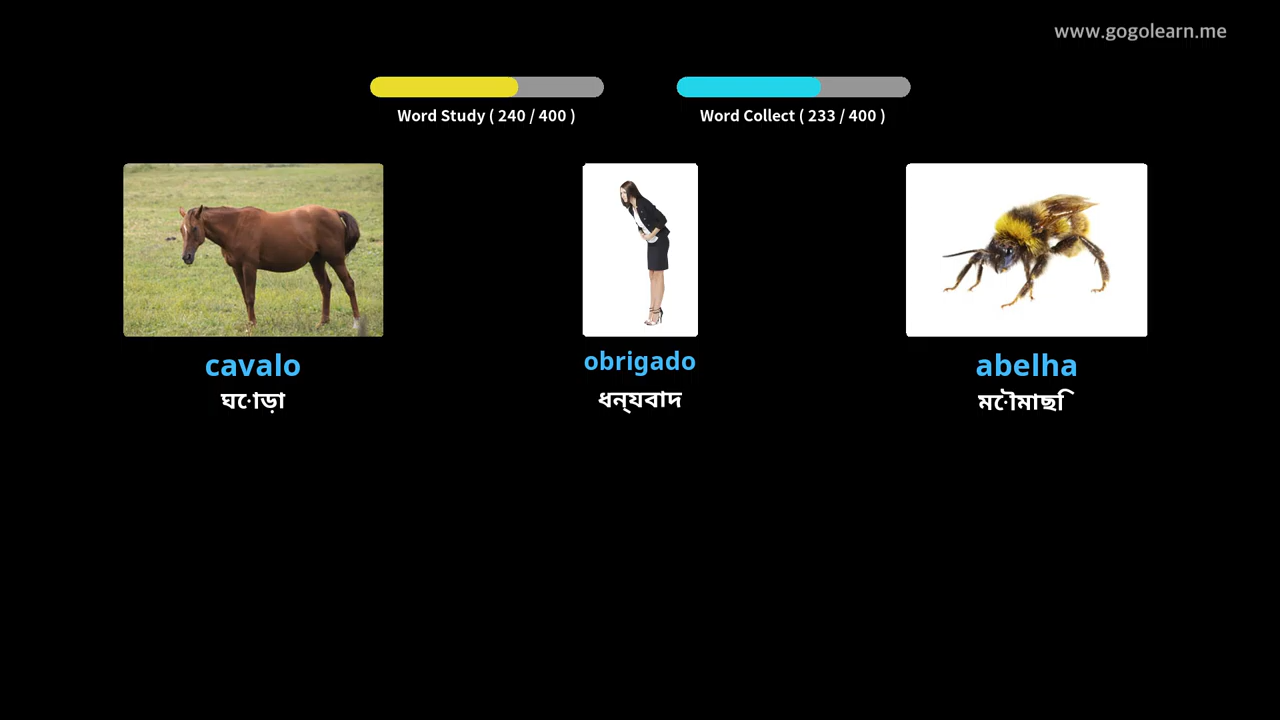 www.gogolearn.me
Word Study ( 240 / 400 )
Word Collect ( 233 / 400 )
cavalo
obrigado
abelha
ঘোড়া
ধন্যবাদ
মৌমাছি